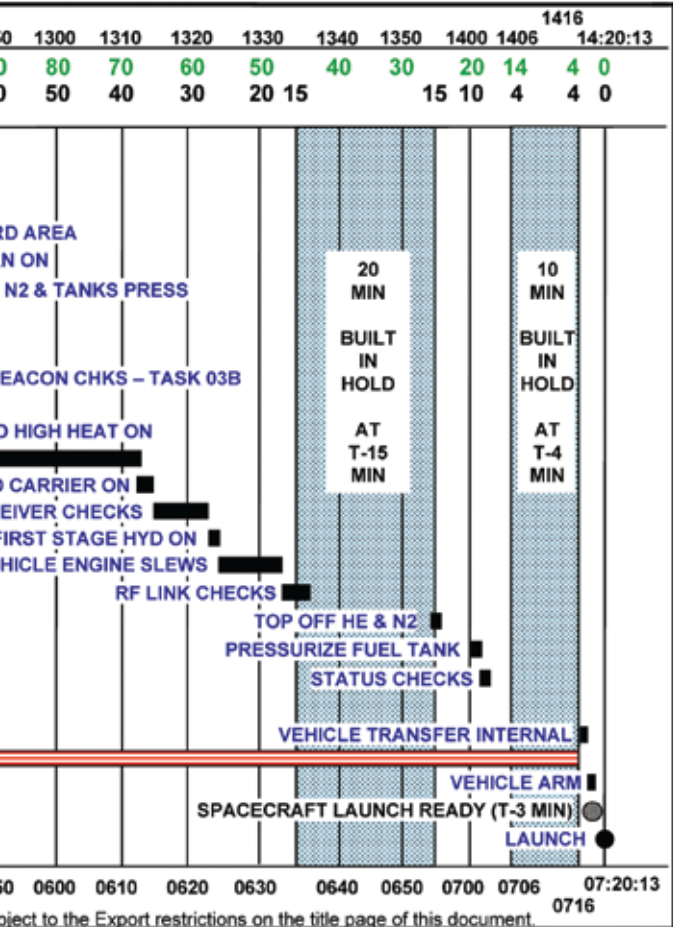 1416
50 1300 1310 1320 1330 1340 1350 1400 1406 14:20:13
0 80 70 60 50 40 30 20 14 4 0
0 50 40 30 20 15 15 10 4 4 0
RD AREA
AN ON
N2 & TANKS PRESS
EACON CHKS – TASK 03B
D HIGH HEAT ON
D CARRIER ON
EIVER CHECKS
FIRST STAGE HYD ON
HICLE ENGINE SLEWS
RF LINK CHECKS
TOP OFF HE & N2
PRESSURIZE FUEL TANK
STATUS CHECKS
VEHICLE TRANSFER INTERNAL
VEHICLE ARM
SPACECRAFT LAUNCH READY (T-3 MIN)
LAUNCH
20
MIN
BUILT
IN
HOLD
AT
T-15
MIN
10
MIN
BUILT
IN
HOLD
AT
T-4
MIN
50 0600 0610 0620 0630 0640 0650 0700 0706 07:20:13
0716
bject to the Export restrictions on the title page of this document.